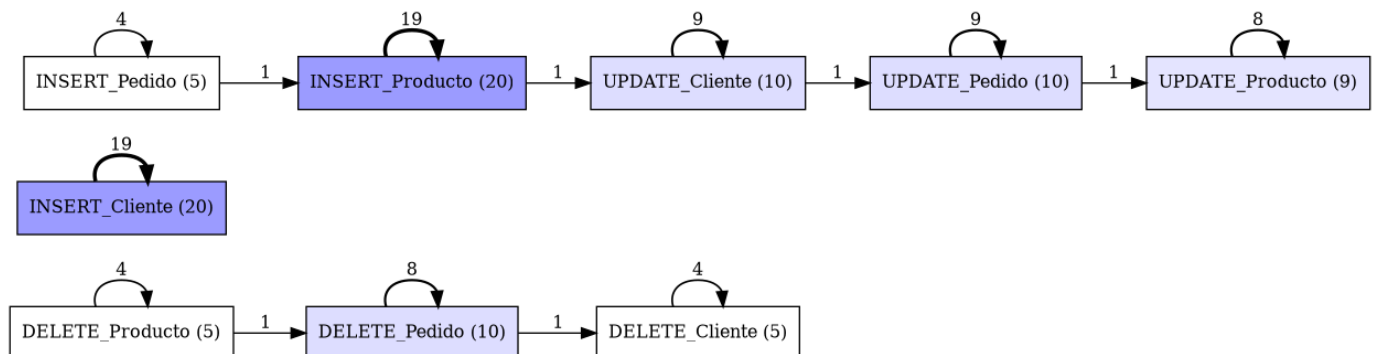 4
19
9
9
8
INSERT_Pedido (5)
1
INSERT_Producto (20)
1
UPDATE_Cliente (10)
1
UPDATE_Pedido (10)
1
UPDATE_Producto (9)
19
INSERT_Cliente (20)
4
8
4
DELETE_Producto (5)
1
DELETE_Pedido (10)
1
DELETE_Cliente (5)